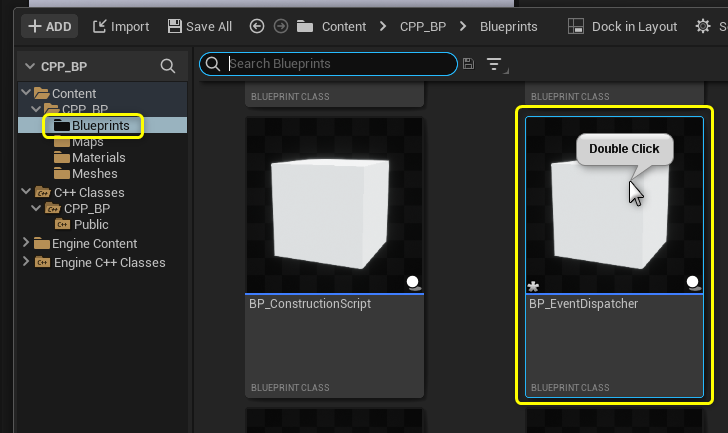 + ADD
Import
Save All
Content > CPP_BP > Blueprints
Dock in Layout
CPP_BP
Search Blueprints
Content
CPP_BP
Blueprints
Maps
Materials
Meshes
C++ Classes
C++ CPP_BP
C++ Public
Engine Content
C++ Engine C++ Classes
BLUEPRINT CLASS
BLUEPRINT CLASS
Double Click
BP_ConstructionScript
BP_EventDispatcher
BLUEPRINT CLASS
BLUEPRINT CLASS